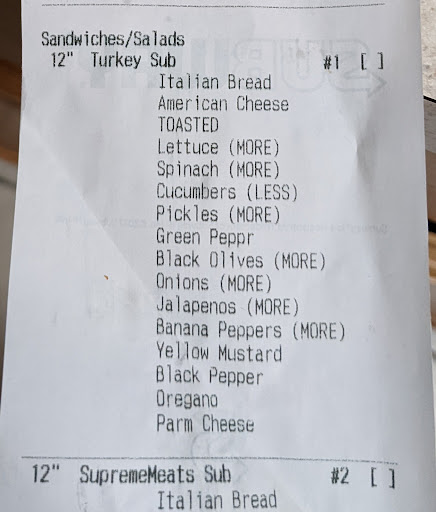 Sandwiches/Salads
12" Turkey Sub #1 [ ]
Italian Bread
American Cheese
TOASTED
Lettuce (MORE)
Spinach (MORE)
Cucumbers (LESS)
Pickles (MORE)
Green Peppr
Black Olives (MORE)
Onions (MORE)
Jalapenos (MORE)
Banana Peppers (MORE)
Yellow Mustard
Black Pepper
Oregano
Parm Cheese
12" SupremeMeats Sub #2 [ ]
Italian Bread